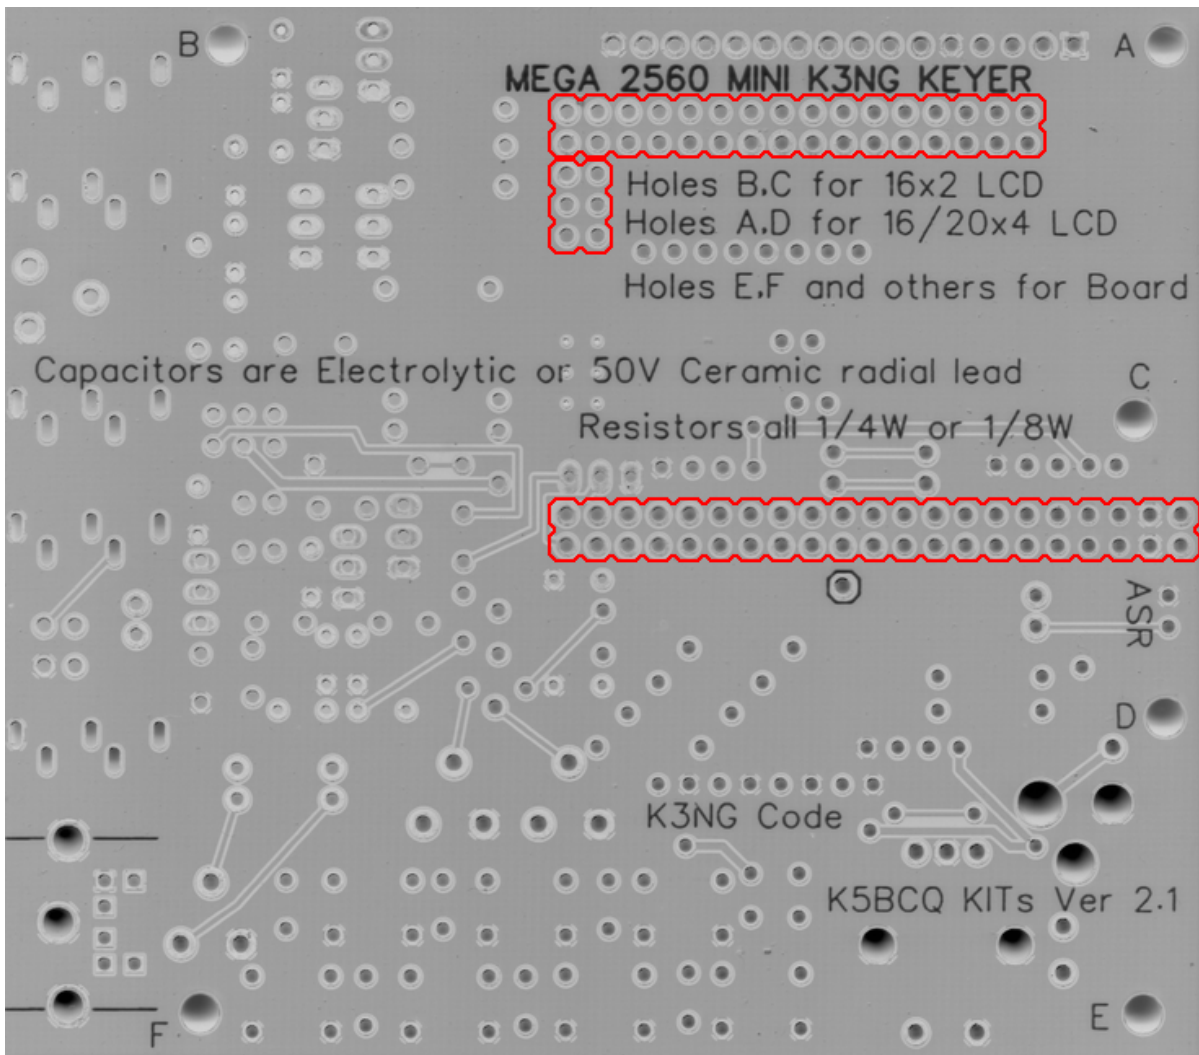 B
A
MEGA 2560 MINI K3NG KEYER
Holes B,C for 16x2 LCD
Holes A,D for 16/20x4 LCD
Holes E,F and others for Board
Capacitors are Electrolytic or 50V Ceramic radial lead
C
Resistors all 1/4W or 1/8W
ASR
D
K3NG Code
K5BCQ KITs Ver 2.1
F
E